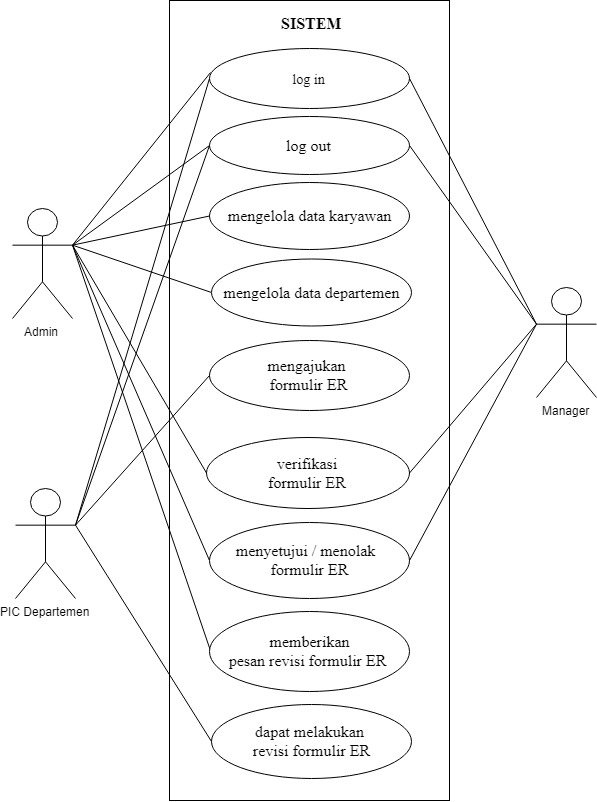 SISTEM
log in
log out
mengelola data karyawan
mengelola data departemen
mengajukan
formulir ER
verifikasi
formulir ER
menyetujui / menolak
formulir ER
memberikan
pesan revisi formulir ER
dapat melakukan
revisi formulir ER
Admin
PIC Departemen
Manager